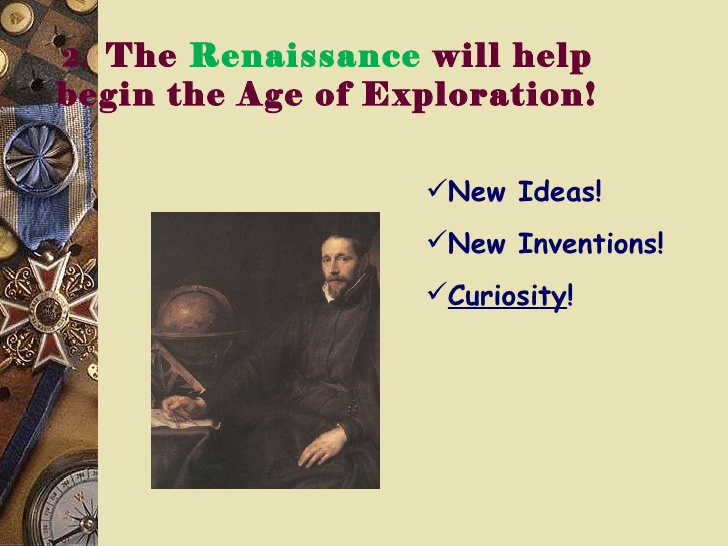 2. The Renaissance will help
begin the Age of Exploration!
✓New Ideas!
✓New Inventions!
✓Curiosity!